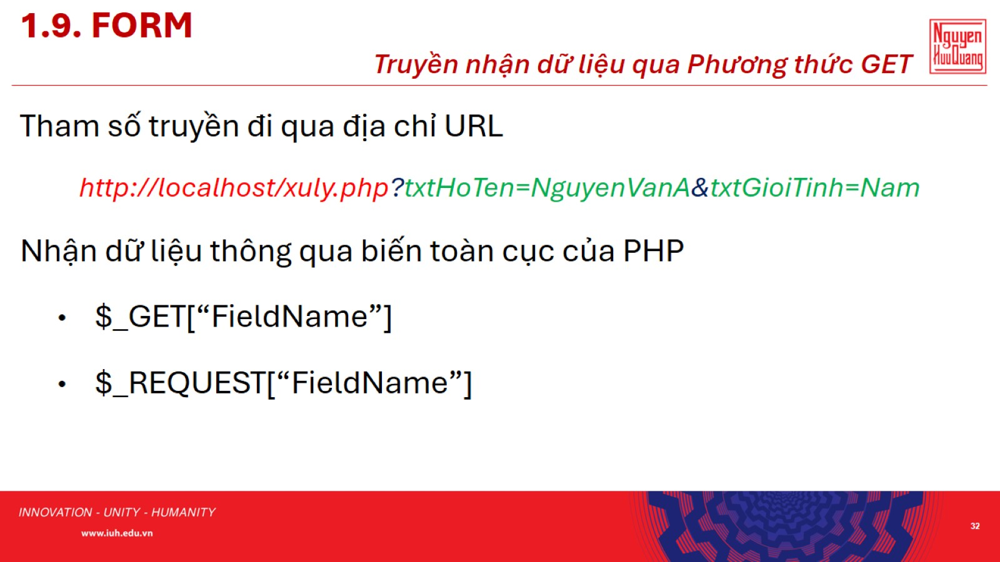 1.9. FORM
Truyền nhận dữ liệu qua Phương thức GET
Nguyen
HuuQuang
Tham số truyền đi qua địa chỉ URL
http://localhost/xuly.php?txtHoTen=NguyenVanA&txtGioiTinh=Nam
Nhận dữ liệu thông qua biến toàn cục của PHP
• $_GET[“FieldName”]
• $_REQUEST[“FieldName”]
INNOVATION - UNITY - HUMANITY
www.iuh.edu.vn
32